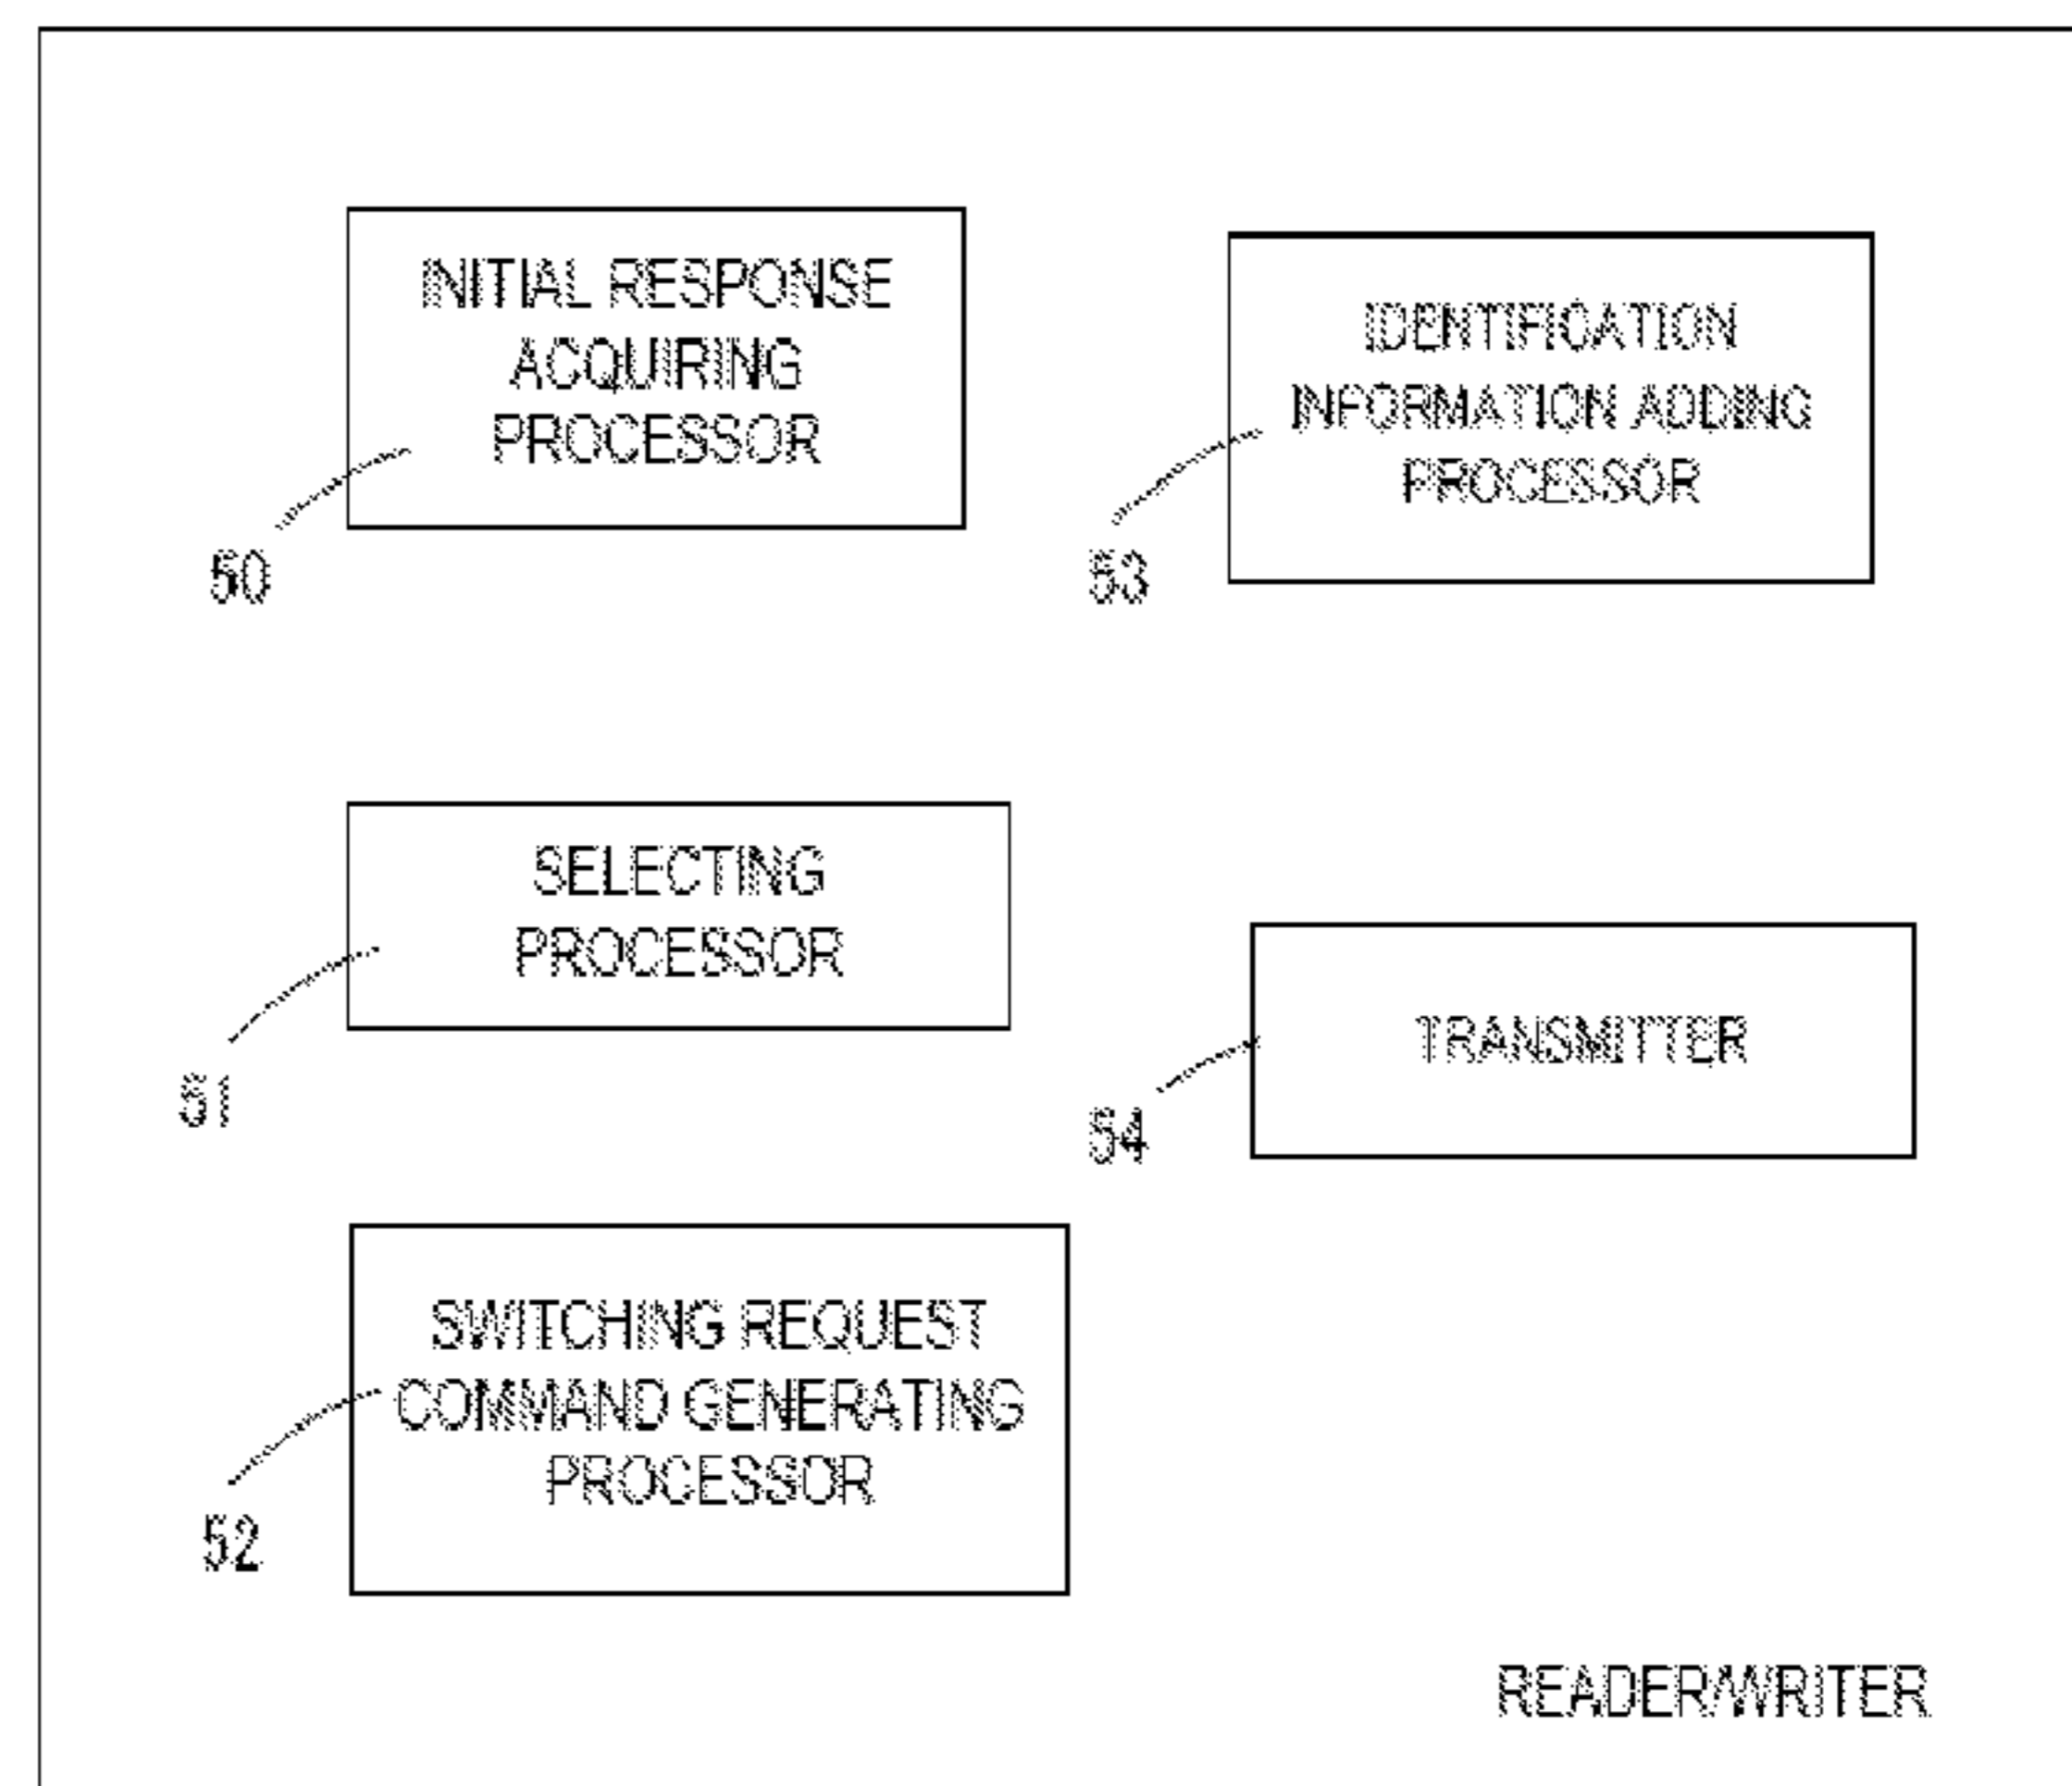 INITIAL RESPONSE
ACQUIRING
PROCESSOR
50
IDENTIFICATION
INFORMATION ADDING
PROCESSOR
53
SELECTING
PROCESSOR
51
TRANSMITTER
54
SWITCHING REQUEST
COMMAND GENERATING
PROCESSOR
52
READER/WRITER